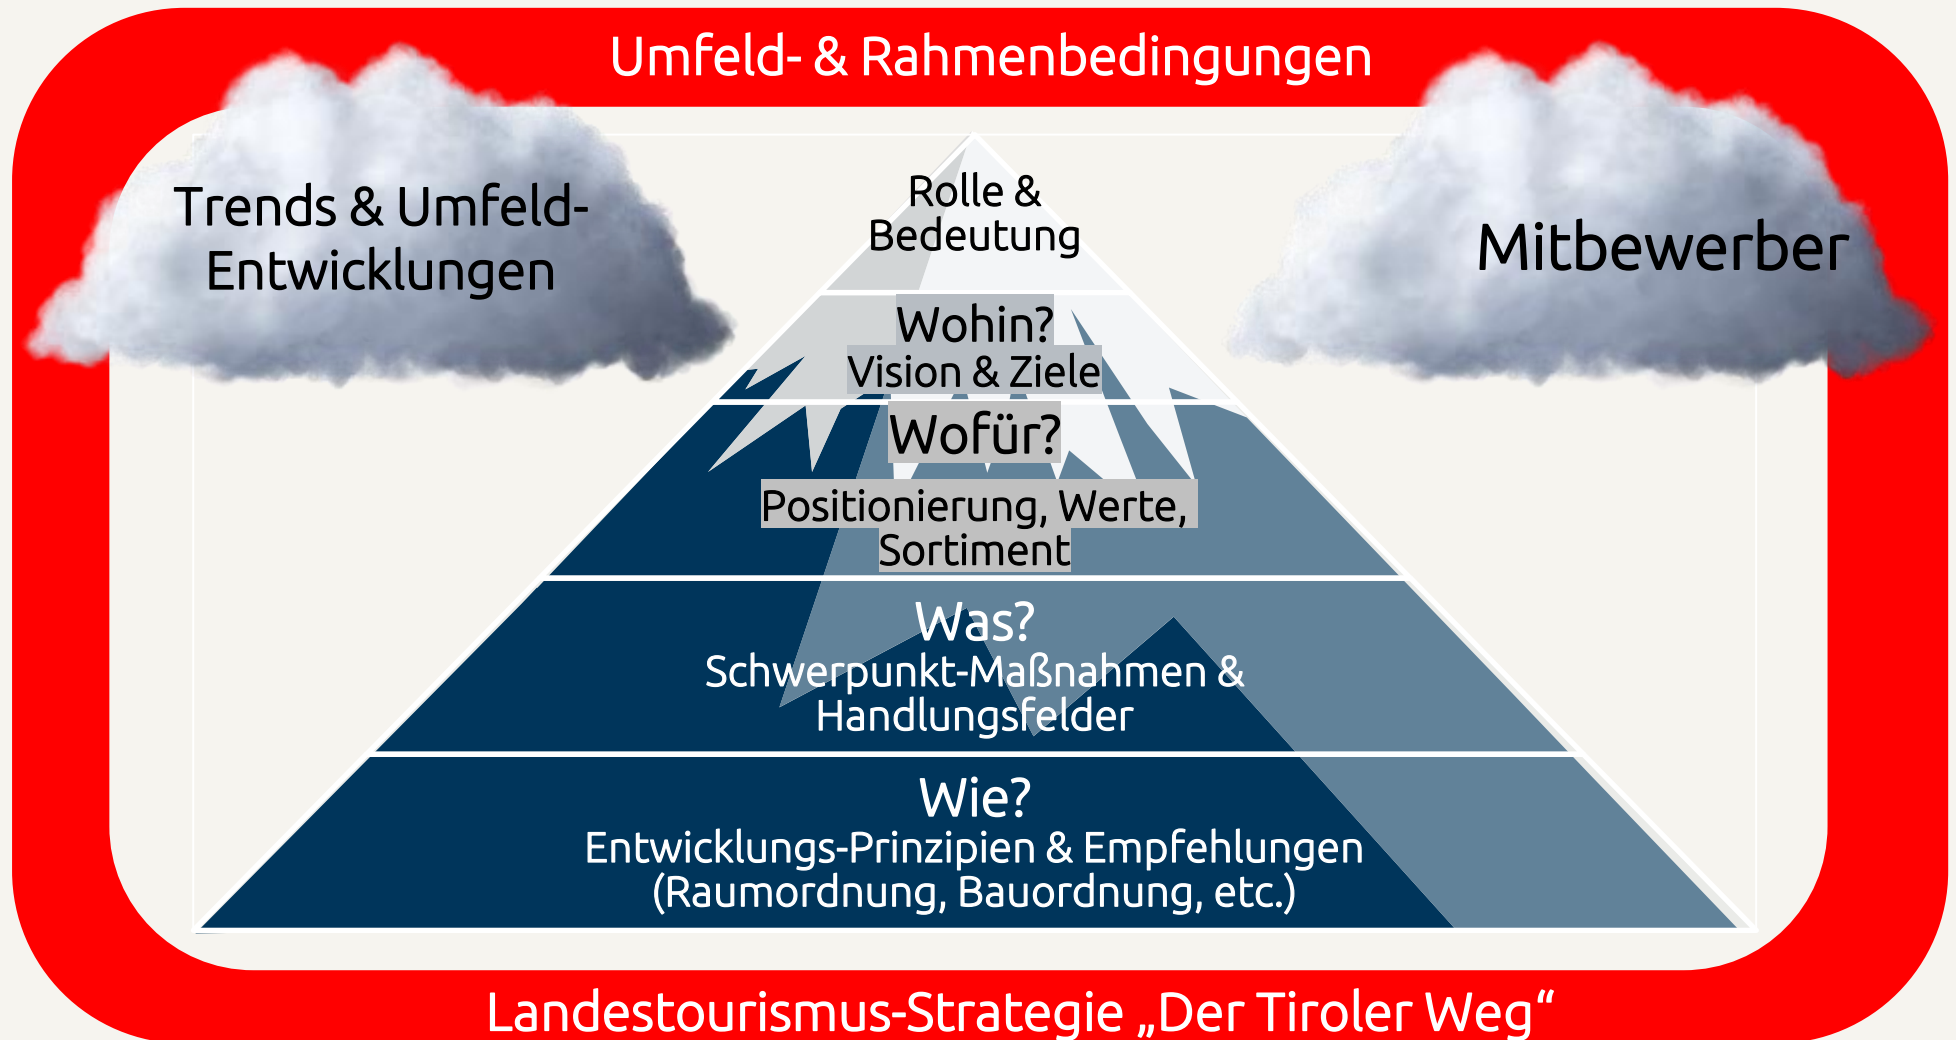 Umfeld- & Rahmenbedingungen
Trends & Umfeld-
Entwicklungen
Mitbewerber
Rolle &
Bedeutung
Wohin?
Vision & Ziele
Wofür?
Positionierung, Werte,
Sortiment
Was?
Schwerpunkt-Maßnahmen &
Handlungsfelder
Wie?
Entwicklungs-Prinzipien & Empfehlungen
(Raumordnung, Bauordnung, etc.)
Landestourismus-Strategie „Der Tiroler Weg“